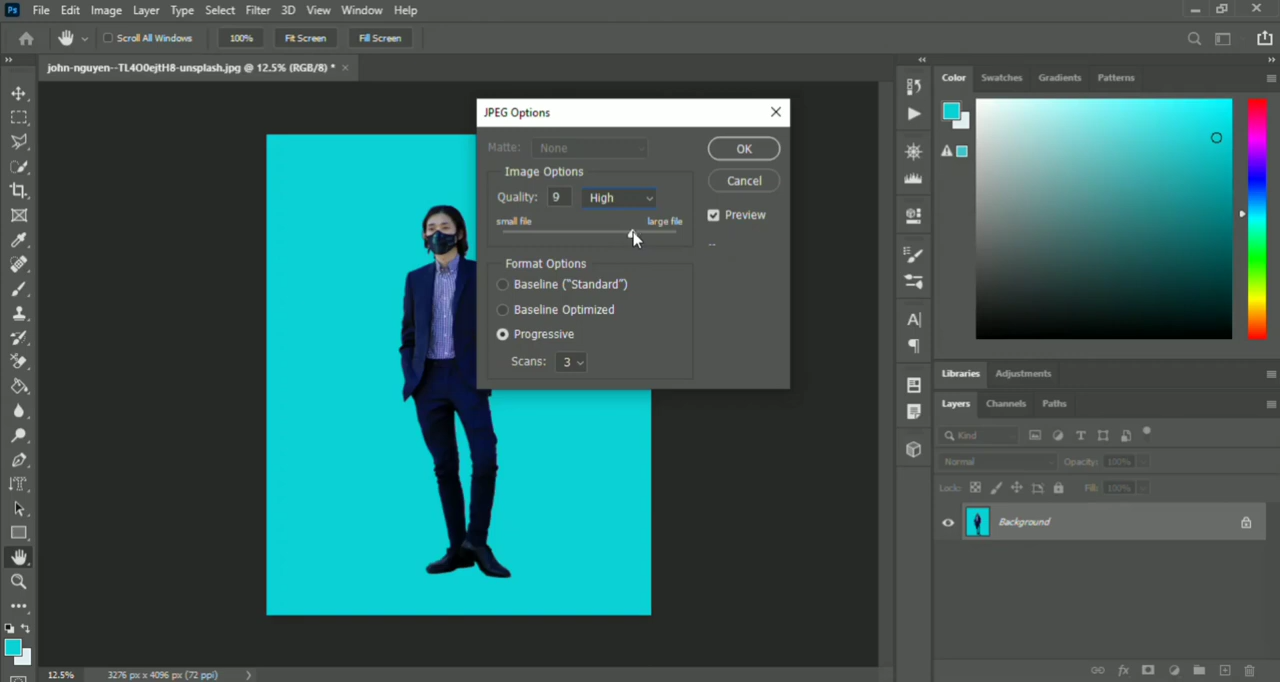 Ps File Edit Image Layer Type Select Filter 3D View Window Help
Scroll All Windows 100% Fit Screen Fill Screen
john-nguyen--TL4O0ejtH8-unsplash.jpg @ 12.5% (RGB/8) *
JPEG Options
Matte: None
OK
Image Options
Cancel
Quality: 9 High
Preview
small file large file
--
Format Options
Baseline ("Standard")
Baseline Optimized
Progressive
Scans: 3
Color Swatches Gradients Patterns
Libraries Adjustments
Layers Channels Paths
Kind
Normal Opacity: 100%
Lock: Fill: 100%
Background
fx
12.5% 3276 px x 4096 px (72 ppi)